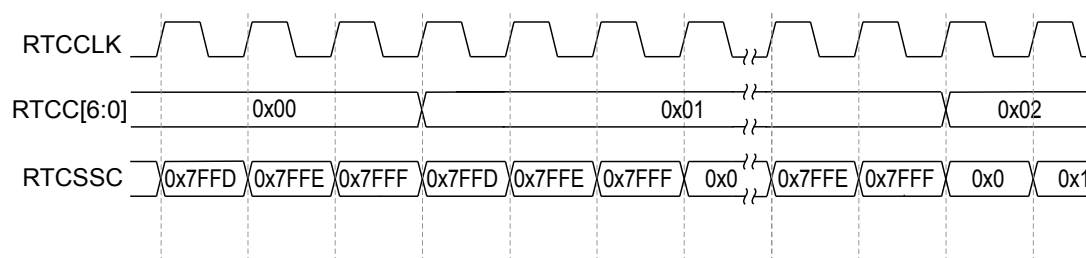 RTCCLK
RTCC[6:0] 0x00 0x01 0x02
RTCSSC 0x7FFD 0x7FFE 0x7FFF 0x7FFD 0x7FFE 0x7FFF 0x0 0x7FFE 0x7FFF 0x0 0x1